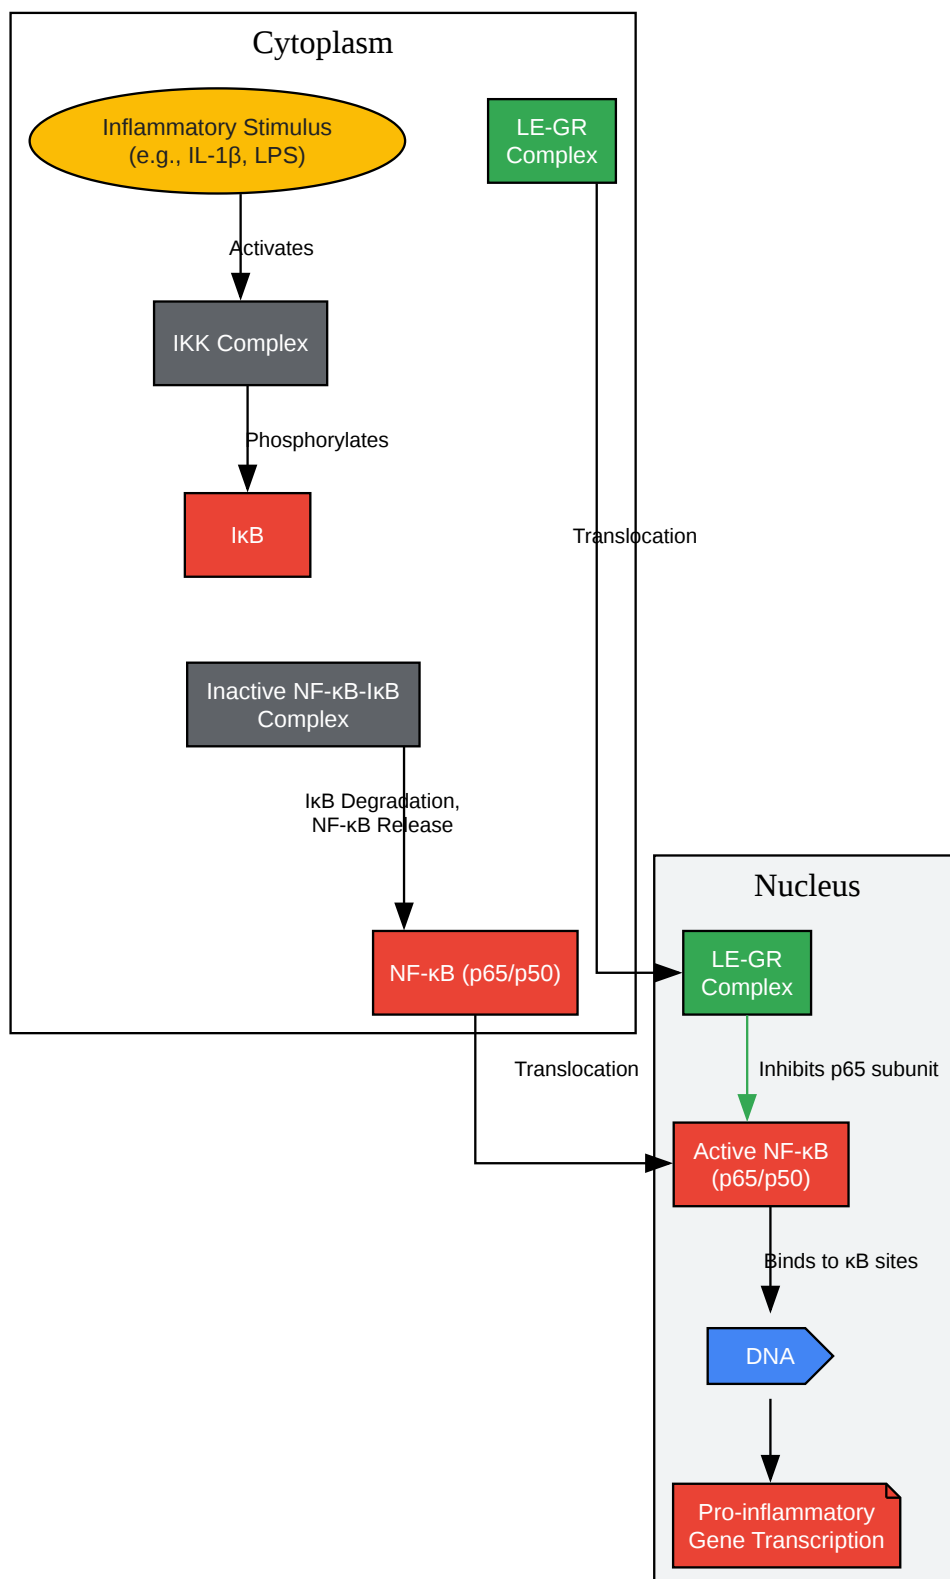 Cytoplasm
Inflammatory Stimulus
(e.g., IL-1β, LPS)
LE-GR
Complex
Activates
IKK Complex
Phosphorylates
IκB
Translocation
Inactive NF-κB-IκB
Complex
IκB Degradation,
NF-κB Release
NF-κB (p65/p50)
Translocation
Nucleus
LE-GR
Complex
Inhibits p65 subunit
Active NF-κB
(p65/p50)
Binds to κB sites
DNA
Pro-inflammatory
Gene Transcription